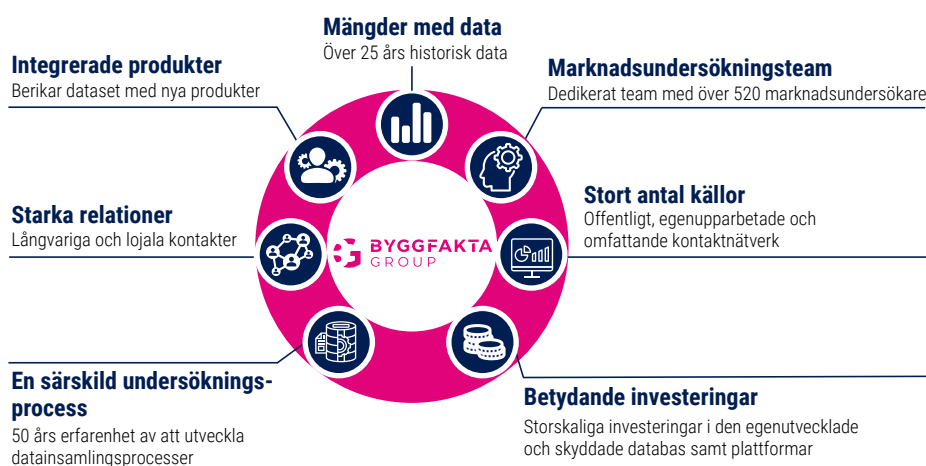 Mängder med data
Över 25 års historisk data
Integrerade produkter
Berikar dataset med nya produkter
Marknadsundersökningsteam
Dedikerat team med över 520 marknadsundersökare
Starka relationer
Långvariga och lojala kontakter
Stort antal källor
Offentligt, egenupparbetade och
omfattande kontaktnätverk
BYGGFAKTA
GROUP
En särskild undersöknings-
process
50 års erfarenhet av att utveckla
datainsamlingsprocesser
Betydande investeringar
Storskaliga investeringar i den egenutvecklade
och skyddade databas samt plattformar